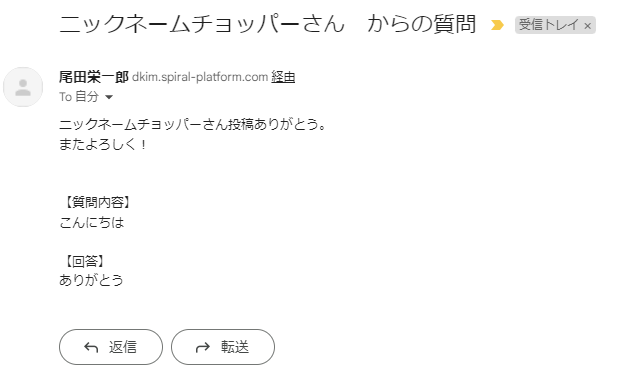 ニックネームチョッパーさん　からの質問 受信トレイ ×
尾田栄一郎 dkim.spiral-platform.com 経由
To 自分
ニックネームチョッパーさん投稿ありがとう。
またよろしく！
【質問内容】
こんにちは
【回答】
ありがとう
返信 転送